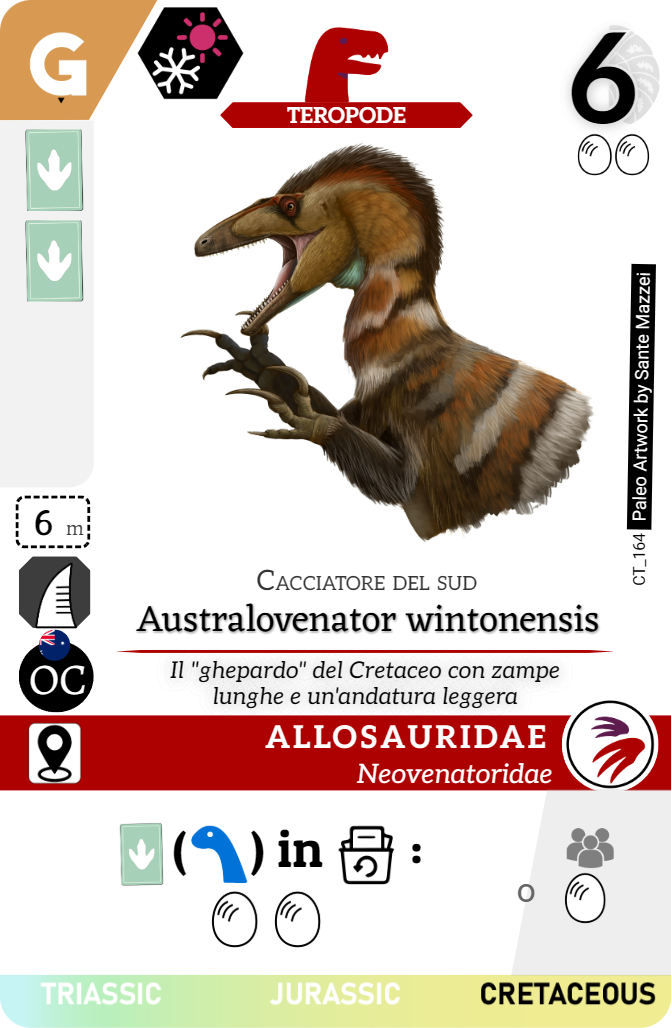 G
TEROPODE
6
Paleo Artwork by Sante Mazzei
CT_164
6 m
OC
Cacciatore del sud
Australovenator wintonensis
Il "ghepardo" del Cretaceo con zampe
lunghe e un'andatura leggera
ALLOSAURIDAE
Neovenatoridae
( ) in :
o
TRIASSIC JURASSIC CRETACEOUS